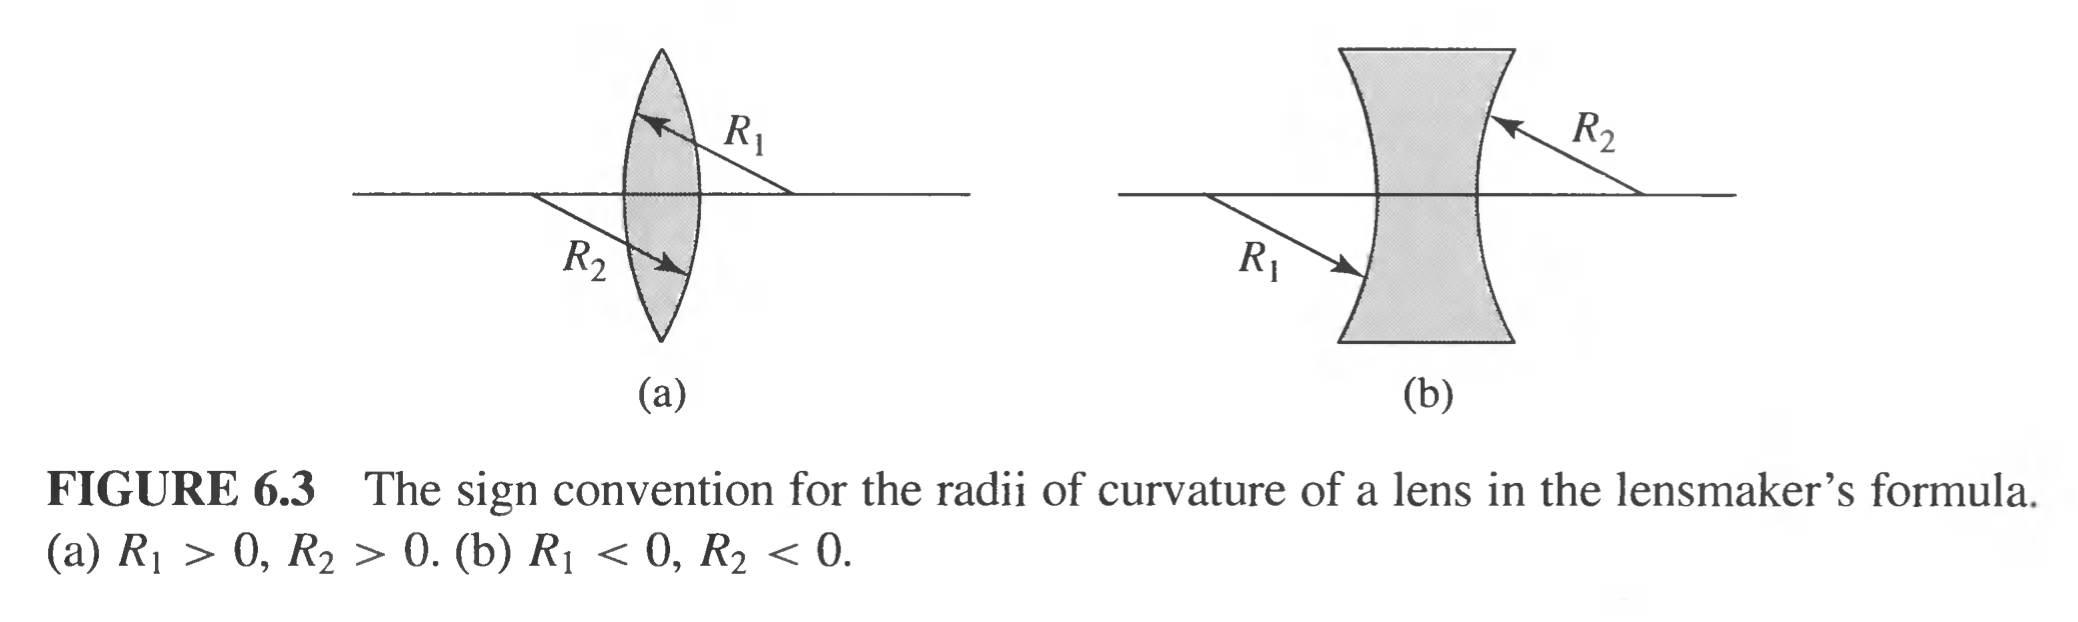 R₁
R₂
(a)
R₂
R₁
(b)
FIGURE 6.3 The sign convention for the radii of curvature of a lens in the lensmaker's formula.
(a) R₁ > 0, R₂ > 0. (b) R₁ < 0, R₂ < 0.